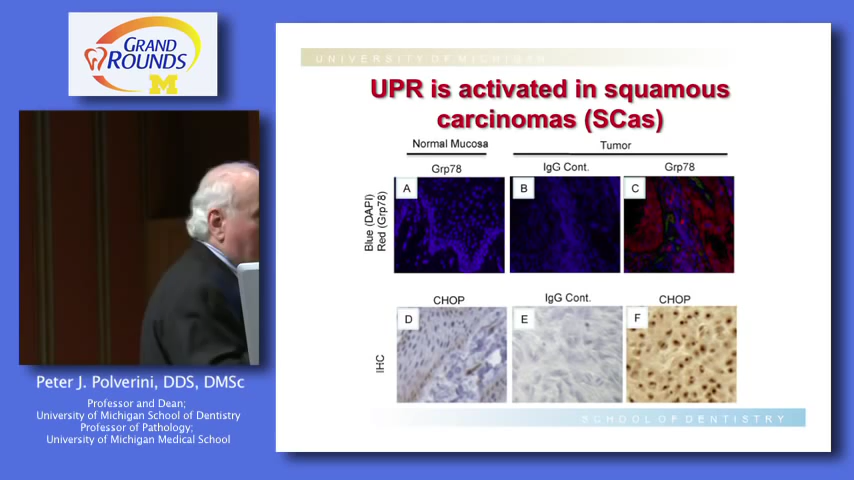 GRAND
ROUNDS
M
Peter J. Polverini, DDS, DMSc
Professor and Dean;
University of Michigan School of Dentistry
Professor of Pathology;
University of Michigan Medical School
UNIVERSITY OF MICHIGAN
UPR is activated in squamous
carcinomas (SCas)
Normal Mucosa
Tumor
Grp78
IgG Cont.
Grp78
Blue (DAPI)
Red (Grp78)
A
B
C
CHOP
IgG Cont.
CHOP
IHC
D
E
F
SCHOOL OF DENTISTRY